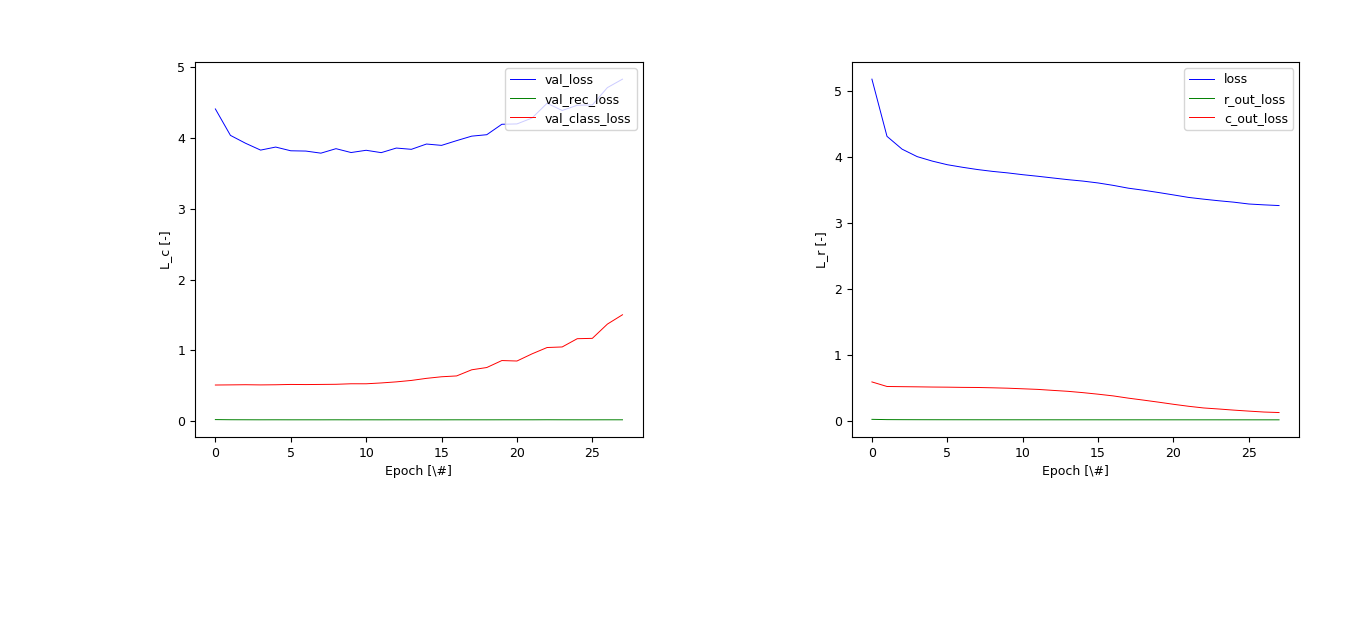 5
4
3
2
1
0
L_c [-]
val_loss
val_rec_loss
val_class_loss
0 5 10 15 20 25
Epoch [\#]
5
4
3
2
1
0
L_r [-]
loss
r_out_loss
c_out_loss
0 5 10 15 20 25
Epoch [\#]